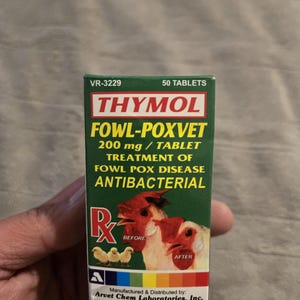 VR-3229 50 TABLETS
THYMOL
FOWL-POXVET
200 mg / TABLET
TREATMENT OF
FOWL POX DISEASE
ANTIBACTERIAL
Rx
BEFORE
AFTER
Manufactured & Distributed by:
Arvet Chem Laboratories, Inc.